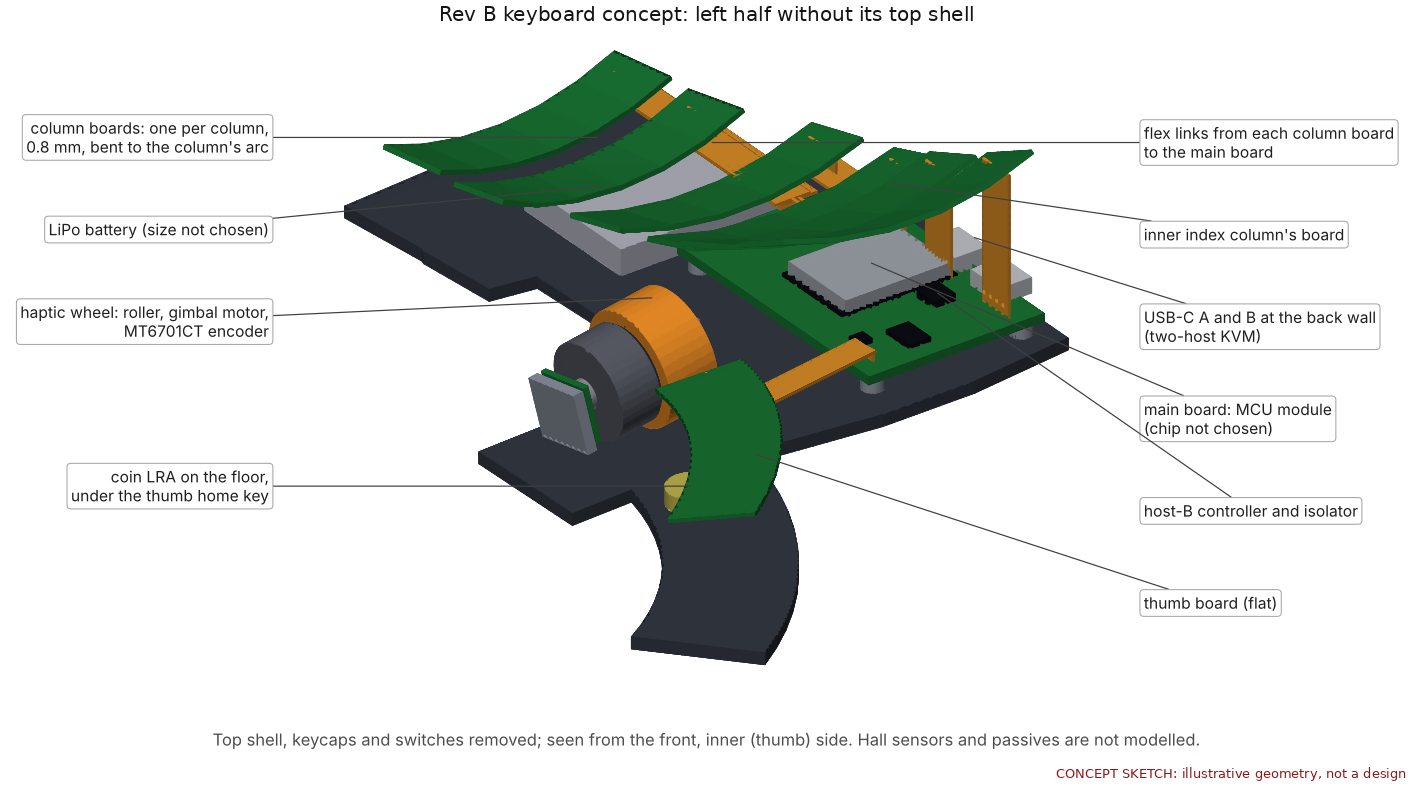 Rev B keyboard concept: left half without its top shell
column boards: one per column,
0.8 mm, bent to the column's arc
flex links from each column board
to the main board
LiPo battery (size not chosen)
inner index column's board
haptic wheel: roller, gimbal motor,
MT6701CT encoder
USB-C A and B at the back wall
(two-host KVM)
main board: MCU module
(chip not chosen)
coin LRA on the floor,
under the thumb home key
host-B controller and isolator
thumb board (flat)
Top shell, keycaps and switches removed; seen from the front, inner (thumb) side. Hall sensors and passives are not modelled.
CONCEPT SKETCH: illustrative geometry, not a design